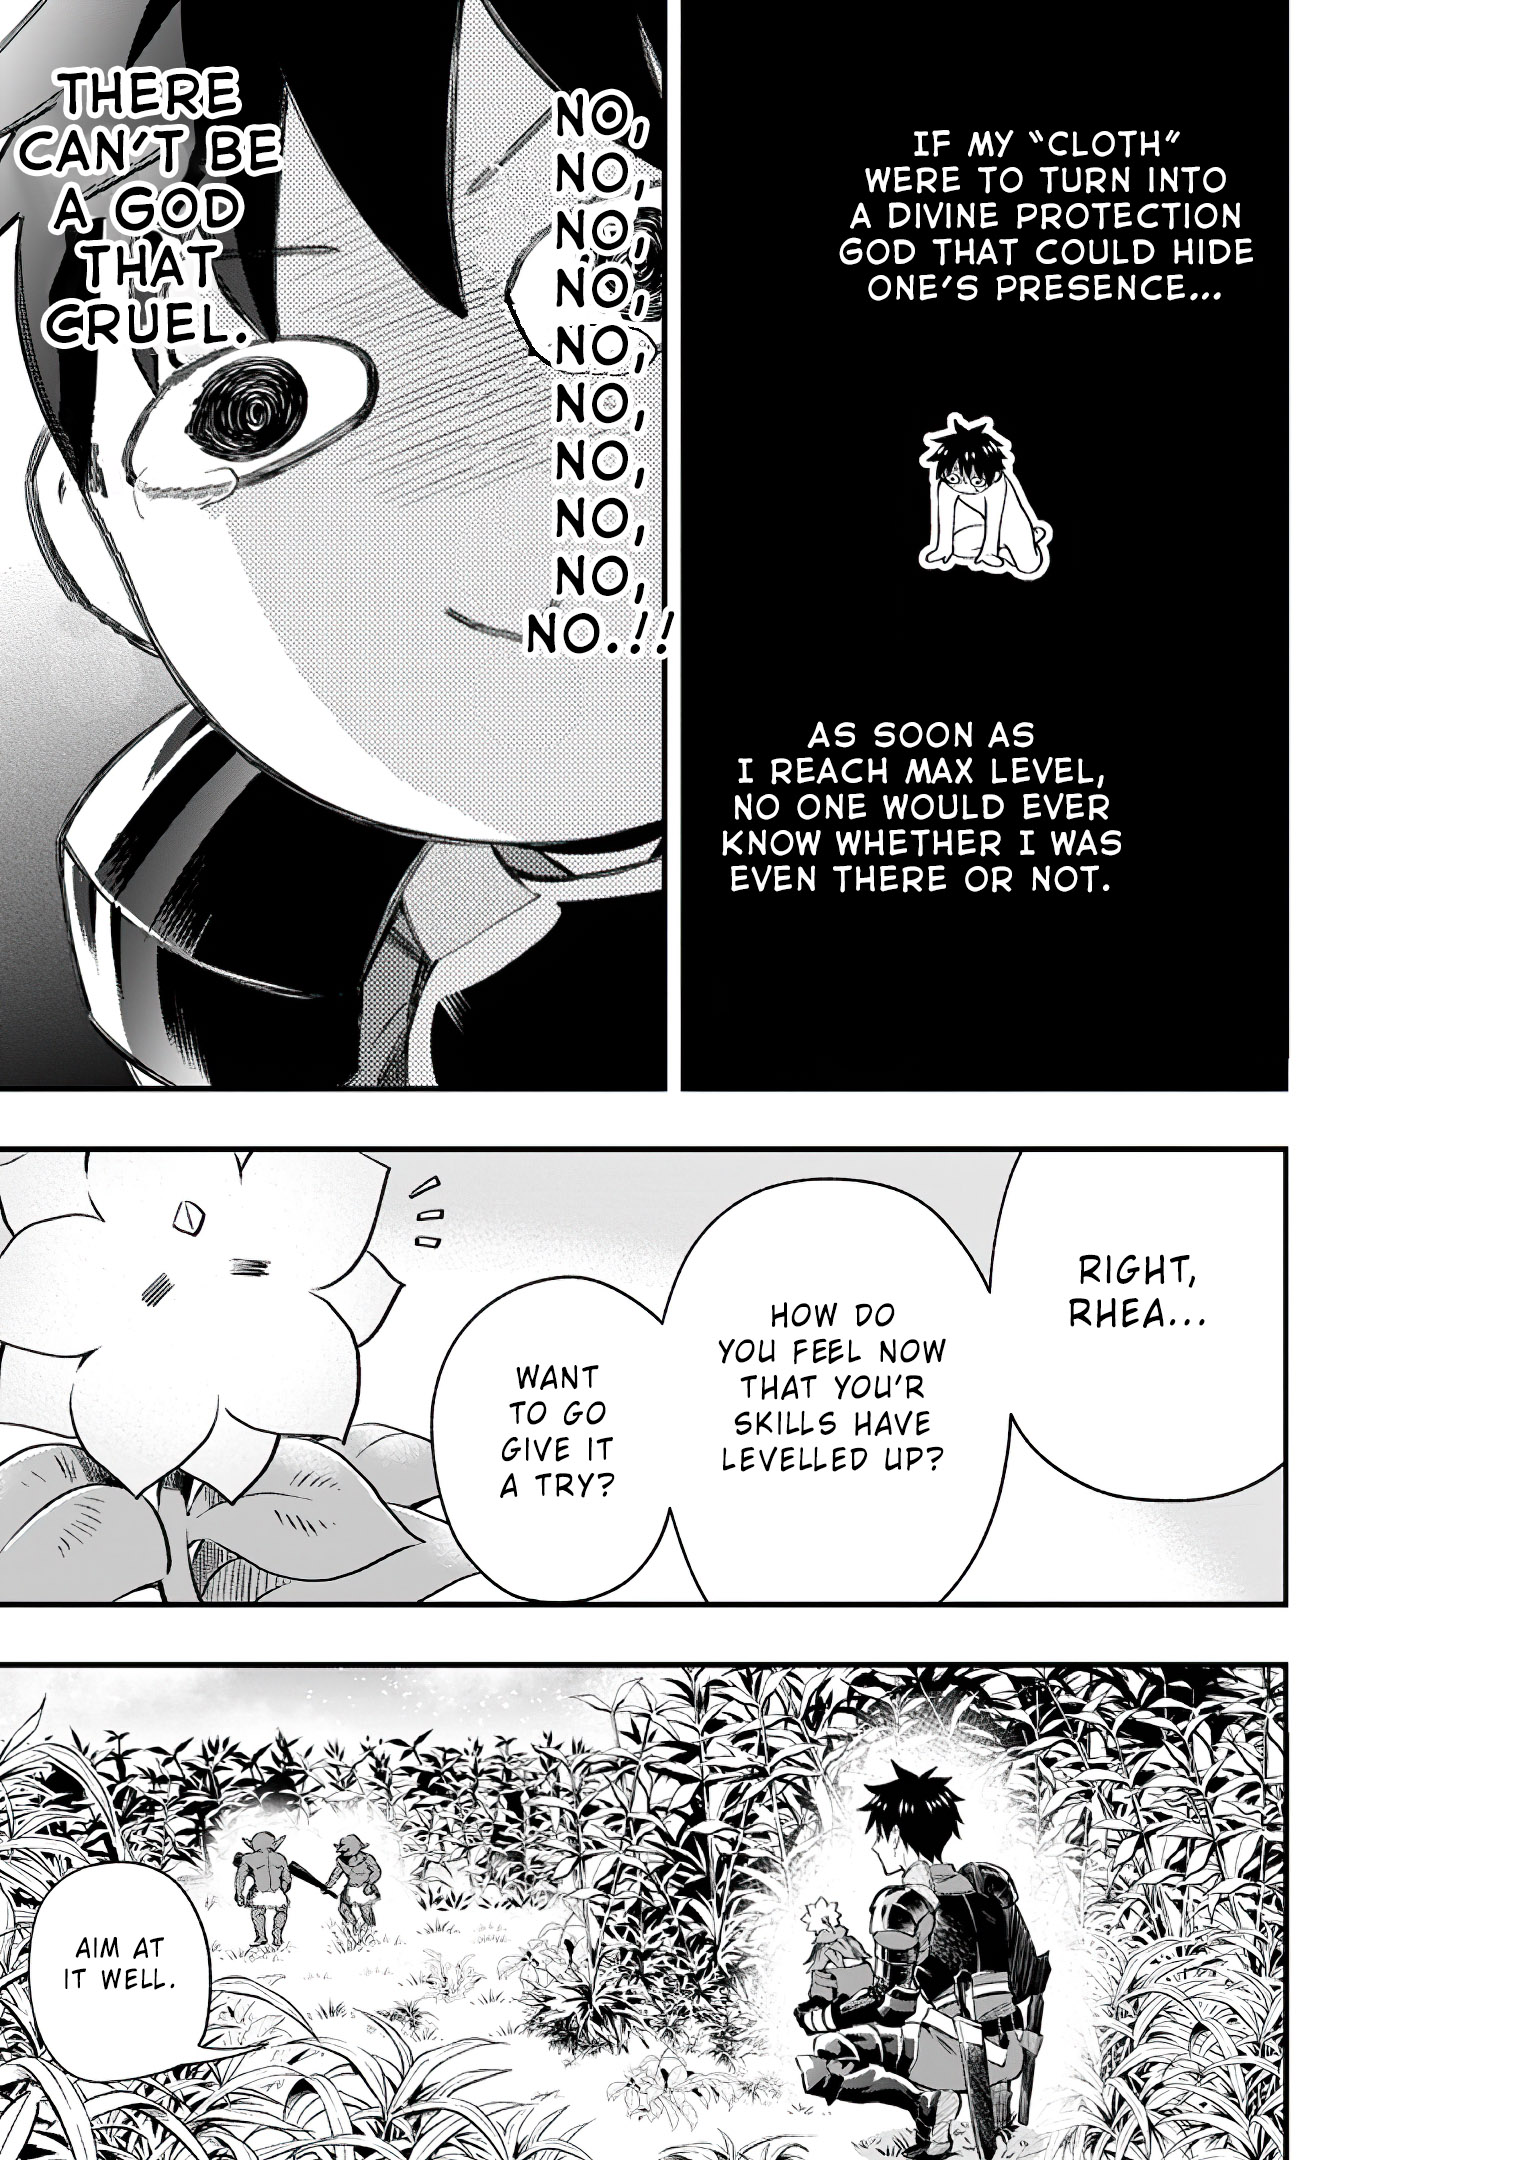 IF MY “CLOTH”
WERE TO TURN INTO
A DIVINE PROTECTION
GOD THAT COULD HIDE
ONE'S PRESENCE...
AS SOON AS
I REACH MAX LEVEL,
NO ONE WOULD EVER
KNOW WHETHER I WAS
EVEN THERE OR NOT.
NO,
NO,
NO,
NO,
NO,
NO,
NO,
NO,
NO,
NO.!!
THERE
CAN'T BE
A GOD
THAT
CRUEL.
RIGHT,
RHEA...
HOW DO
YOU FEEL NOW
THAT YOU'R
SKILLS HAVE
LEVELLED UP?
WANT
TO GO
GIVE IT
A TRY?
AIM AT
IT WELL.